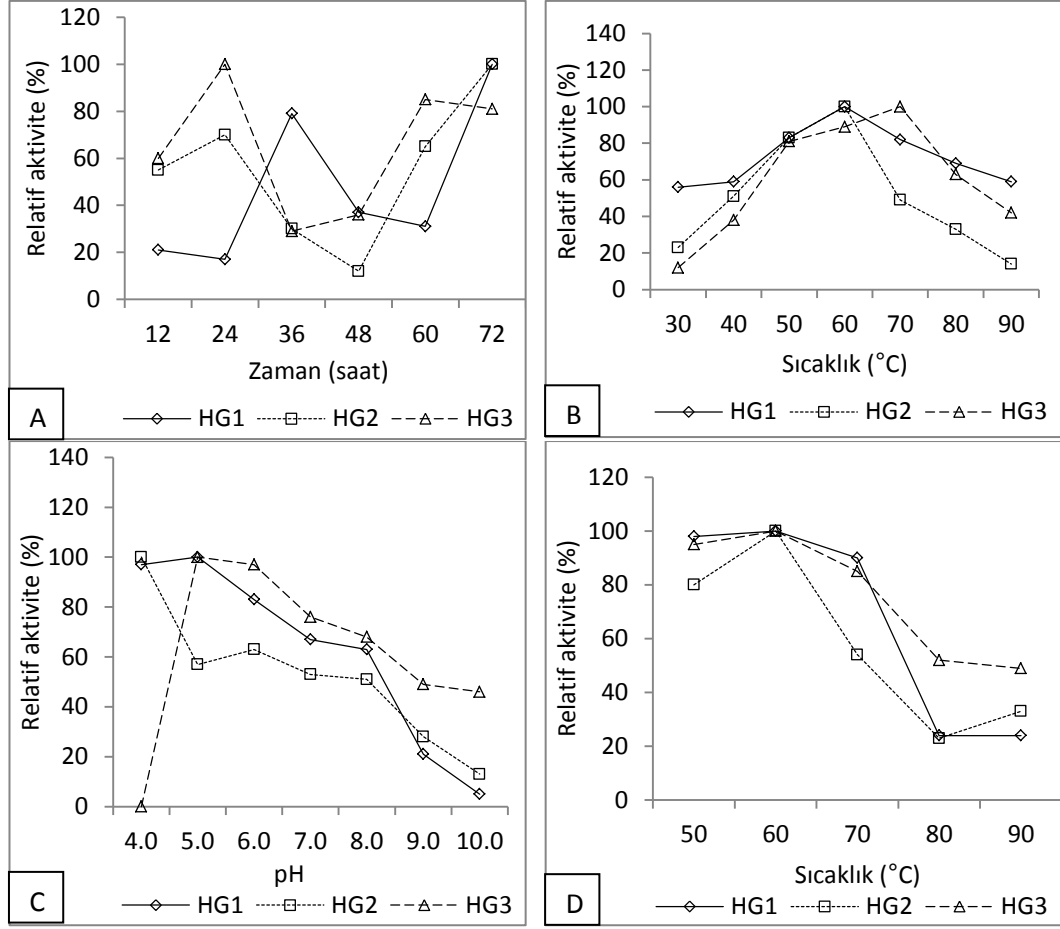 120
100
80
60
40
20
0
Relatif aktivite (%)
12 24 36 48 60 72
Zaman (saat)
A
HG1 HG2 HG3
140
120
100
80
60
40
20
0
Relatif aktivite (%)
30 40 50 60 70 80 90
Sıcaklık (°C)
B
HG1 HG2 HG3
140
120
100
80
60
40
20
0
Relatif aktivite (%)
4.0 5.0 6.0 7.0 8.0 9.0 10.0
pH
C
HG1 HG2 HG3
120
100
80
60
40
20
0
Relatif aktivite (%)
50 60 70 80 90
Sıcaklık (°C)
D
HG1 HG2 HG3